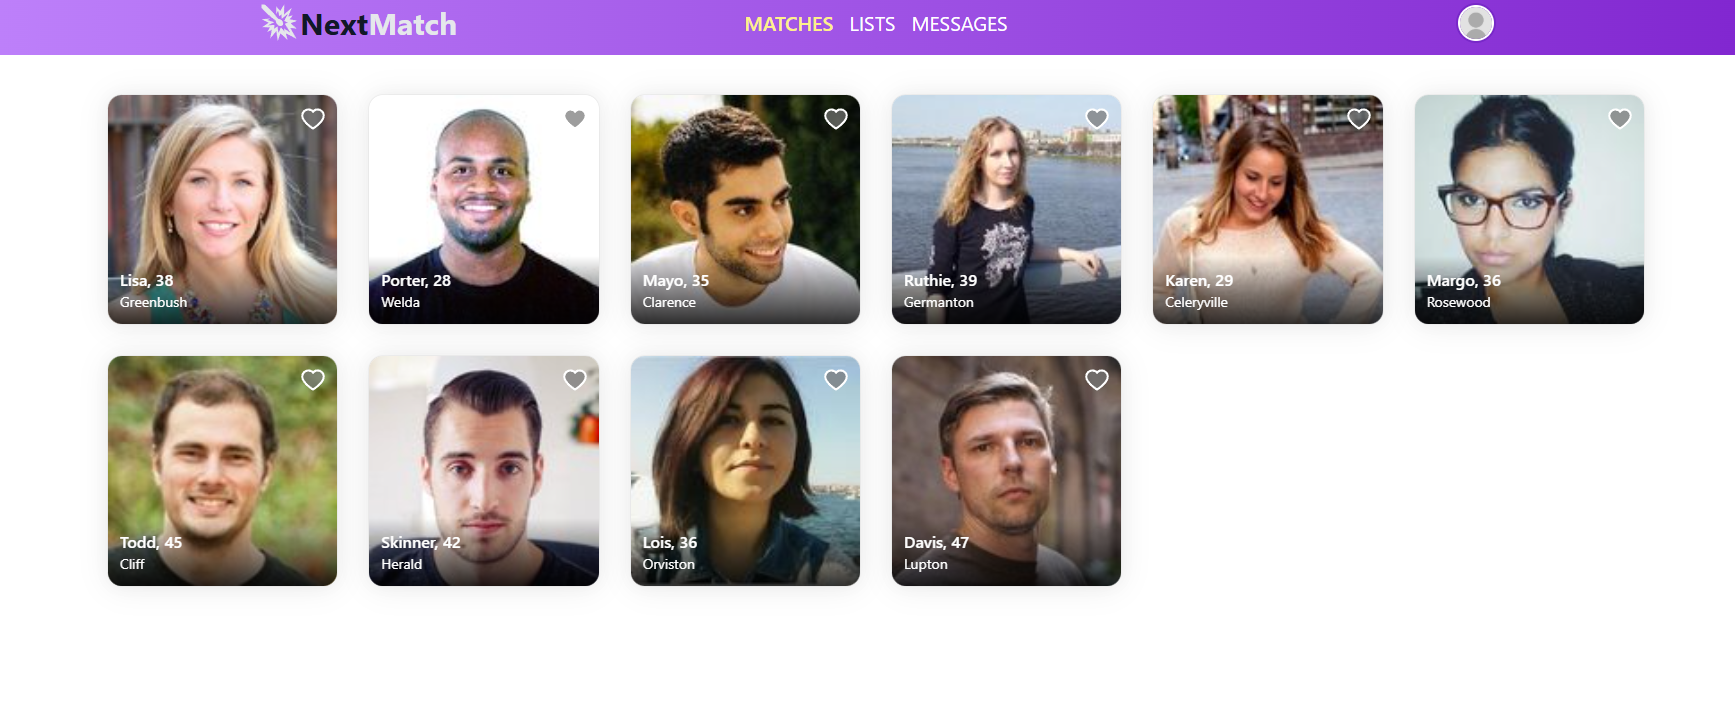 NextMatch
MATCHES LISTS MESSAGES
Lisa, 38
Greenbush
Porter, 28
Welda
Mayo, 35
Clarence
Ruthie, 39
Germanton
Karen, 29
Celeryville
Margo, 36
Rosewood
Todd, 45
Cliff
Skinner, 42
Herald
Lois, 36
Orviston
Davis, 47
Lupton